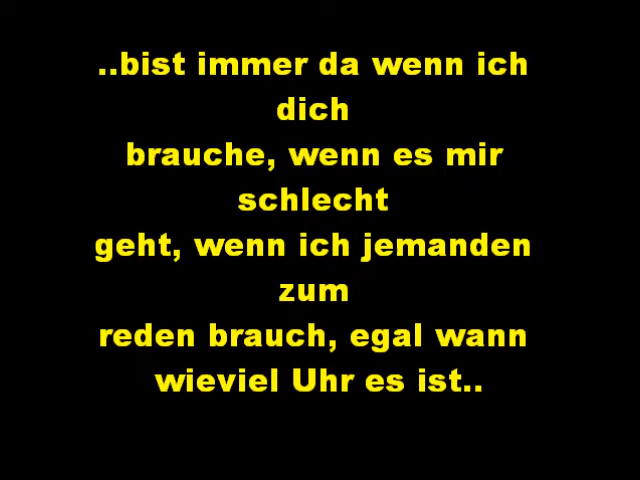 ..bist immer da wenn ich
dich
brauche, wenn es mir
schlecht
geht, wenn ich jemanden
zum
reden brauch, egal wann
wieviel Uhr es ist..